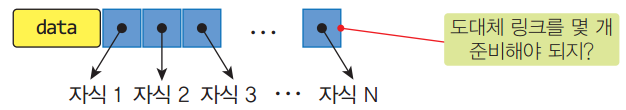 data
...
도대체 링크를 몇 개
준비해야 되지?
자식 1 자식 2 자식 3 ... 자식 N